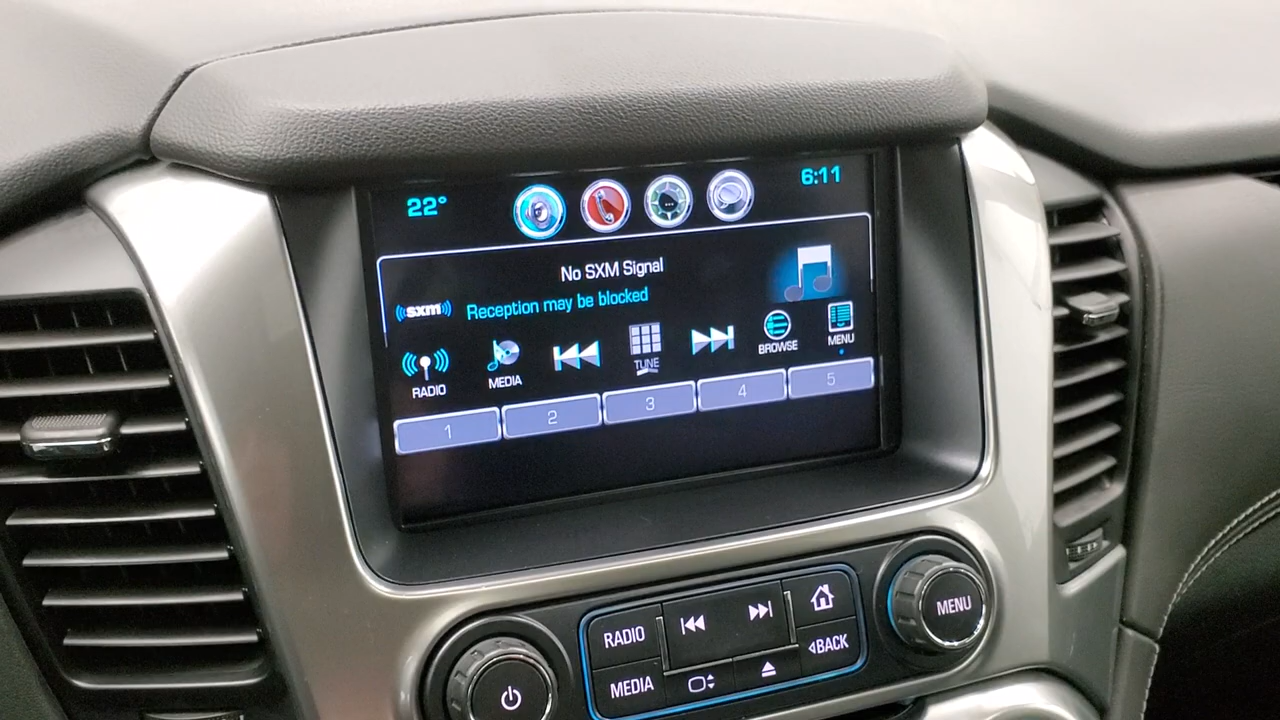 22°
6:11
No SXM Signal
((sxm))
Reception may be blocked
RADIO
MEDIA
TUNE
BROWSE
MENU
1
2
3
4
5
RADIO
MEDIA
BACK
MENU